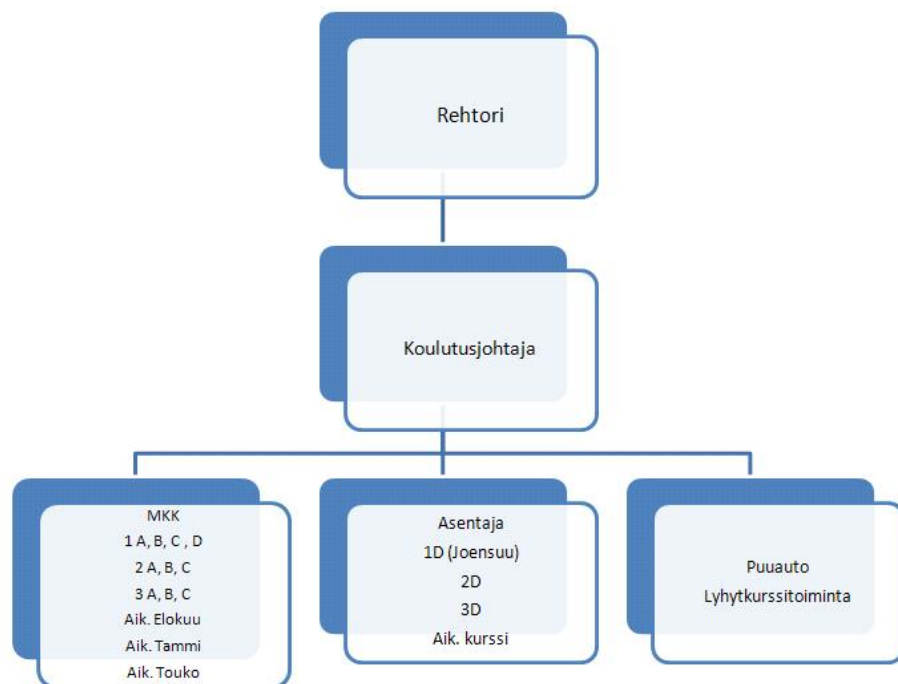 Rehtori
Koulutusjohtaja
MKK
1 A, B, C , D
2 A, B, C
3 A, B, C
Aik. Elokuu
Aik. Tammi
Aik. Touko
Asentaja
1D (Joensuu)
2D
3D
Aik. kurssi
Puuauto
Lyhytkurssitoiminta